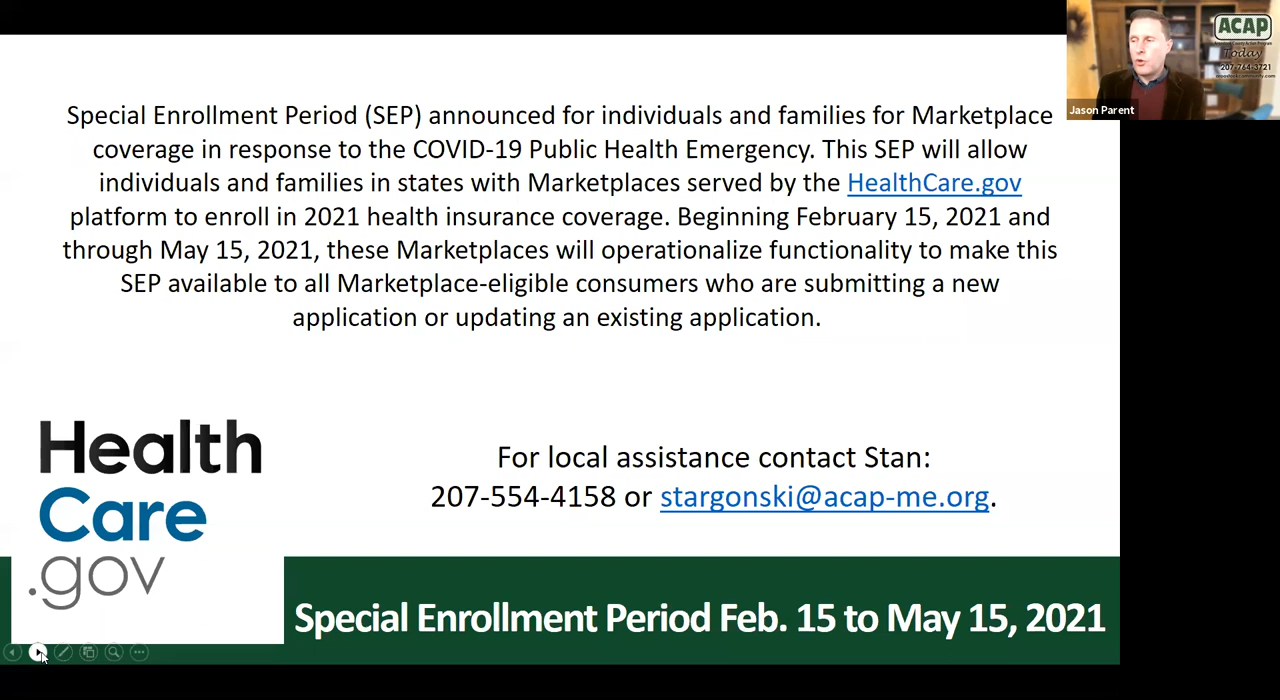 Special Enrollment Period (SEP) announced for individuals and families for Marketplace
coverage in response to the COVID-19 Public Health Emergency. This SEP will allow
individuals and families in states with Marketplaces served by the HealthCare.gov
platform to enroll in 2021 health insurance coverage. Beginning February 15, 2021 and
through May 15, 2021, these Marketplaces will operationalize functionality to make this
SEP available to all Marketplace-eligible consumers who are submitting a new
application or updating an existing application.
For local assistance contact Stan:
207-554-4158 or stargonski@acap-me.org.
Health
Care
.gov
Special Enrollment Period Feb. 15 to May 15, 2021
ACAP
Today
207-764-3721
Jason Parent